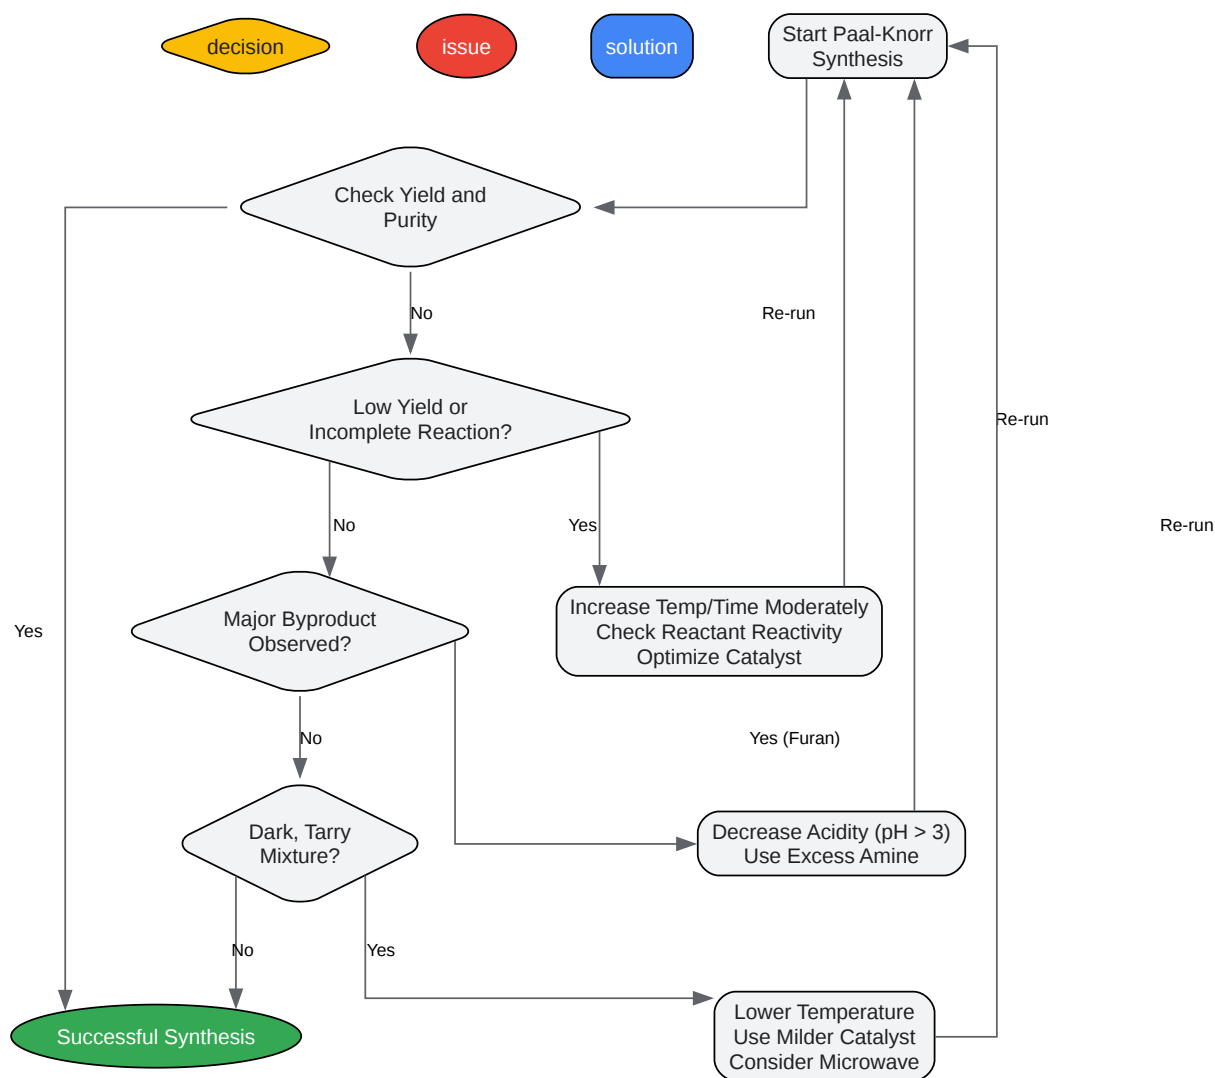 decision
issue
solution
Start Paal-Knorr
Synthesis
Check Yield and
Purity
No
Re-run
Low Yield or
Incomplete Reaction?
Re-run
No
Yes
Re-run
Increase Temp/Time Moderately
Check Reactant Reactivity
Optimize Catalyst
Major Byproduct
Observed?
Yes
No
Yes (Furan)
Dark, Tarry
Mixture?
Decrease Acidity (pH > 3)
Use Excess Amine
No
Yes
Successful Synthesis
Lower Temperature
Use Milder Catalyst
Consider Microwave